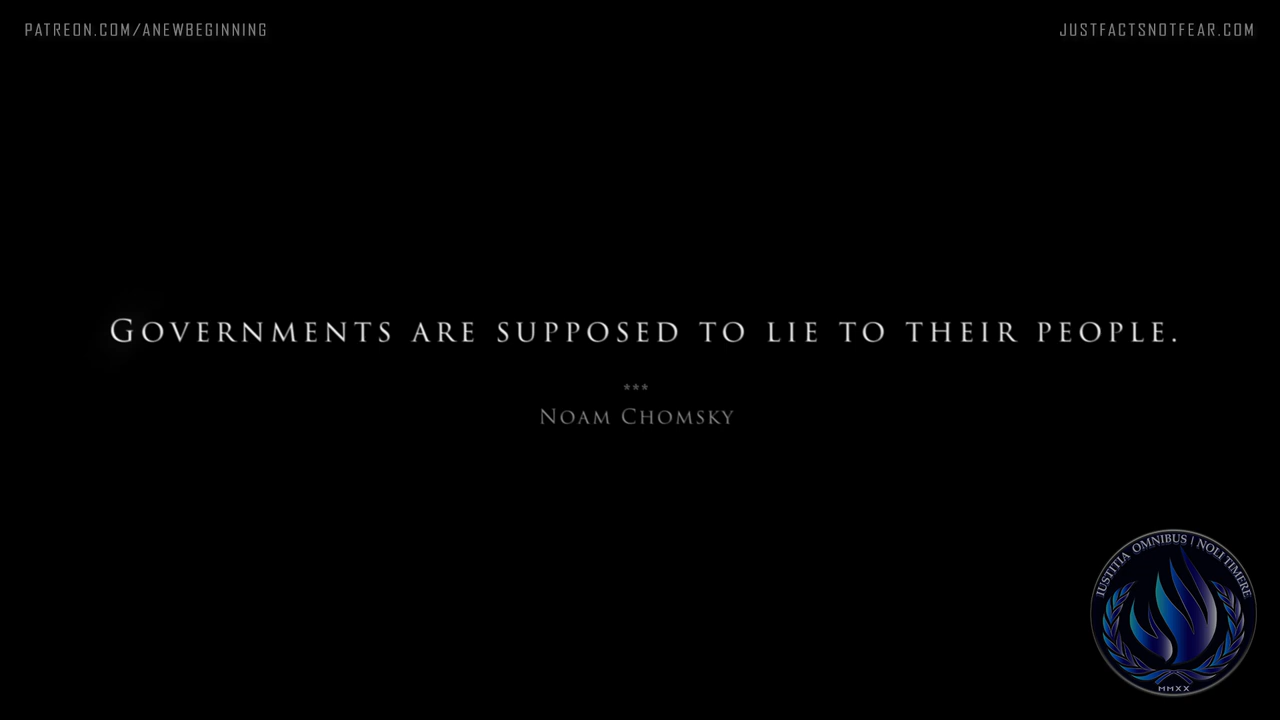 PATREON.COM/ANEWBEGINNING
JUSTFACTSNOTFEAR.COM
GOVERNMENTS ARE SUPPOSED TO LIE TO THEIR PEOPLE.
***
NOAM CHOMSKY
IUSTITIA OMNIBUS | NOLI TIMERE
MMXX